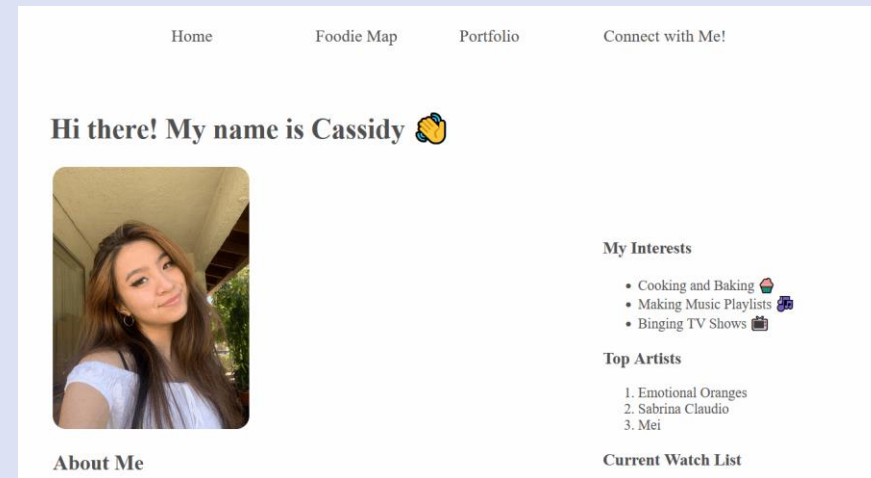 Home Foodie Map Portfolio Connect with Me!
Hi there! My name is Cassidy 👋
My Interests
• Cooking and Baking 🧁
• Making Music Playlists 🎶
• Binging TV Shows 📺
Top Artists
1. Emotional Oranges
2. Sabrina Claudio
3. Mei
About Me
Current Watch List